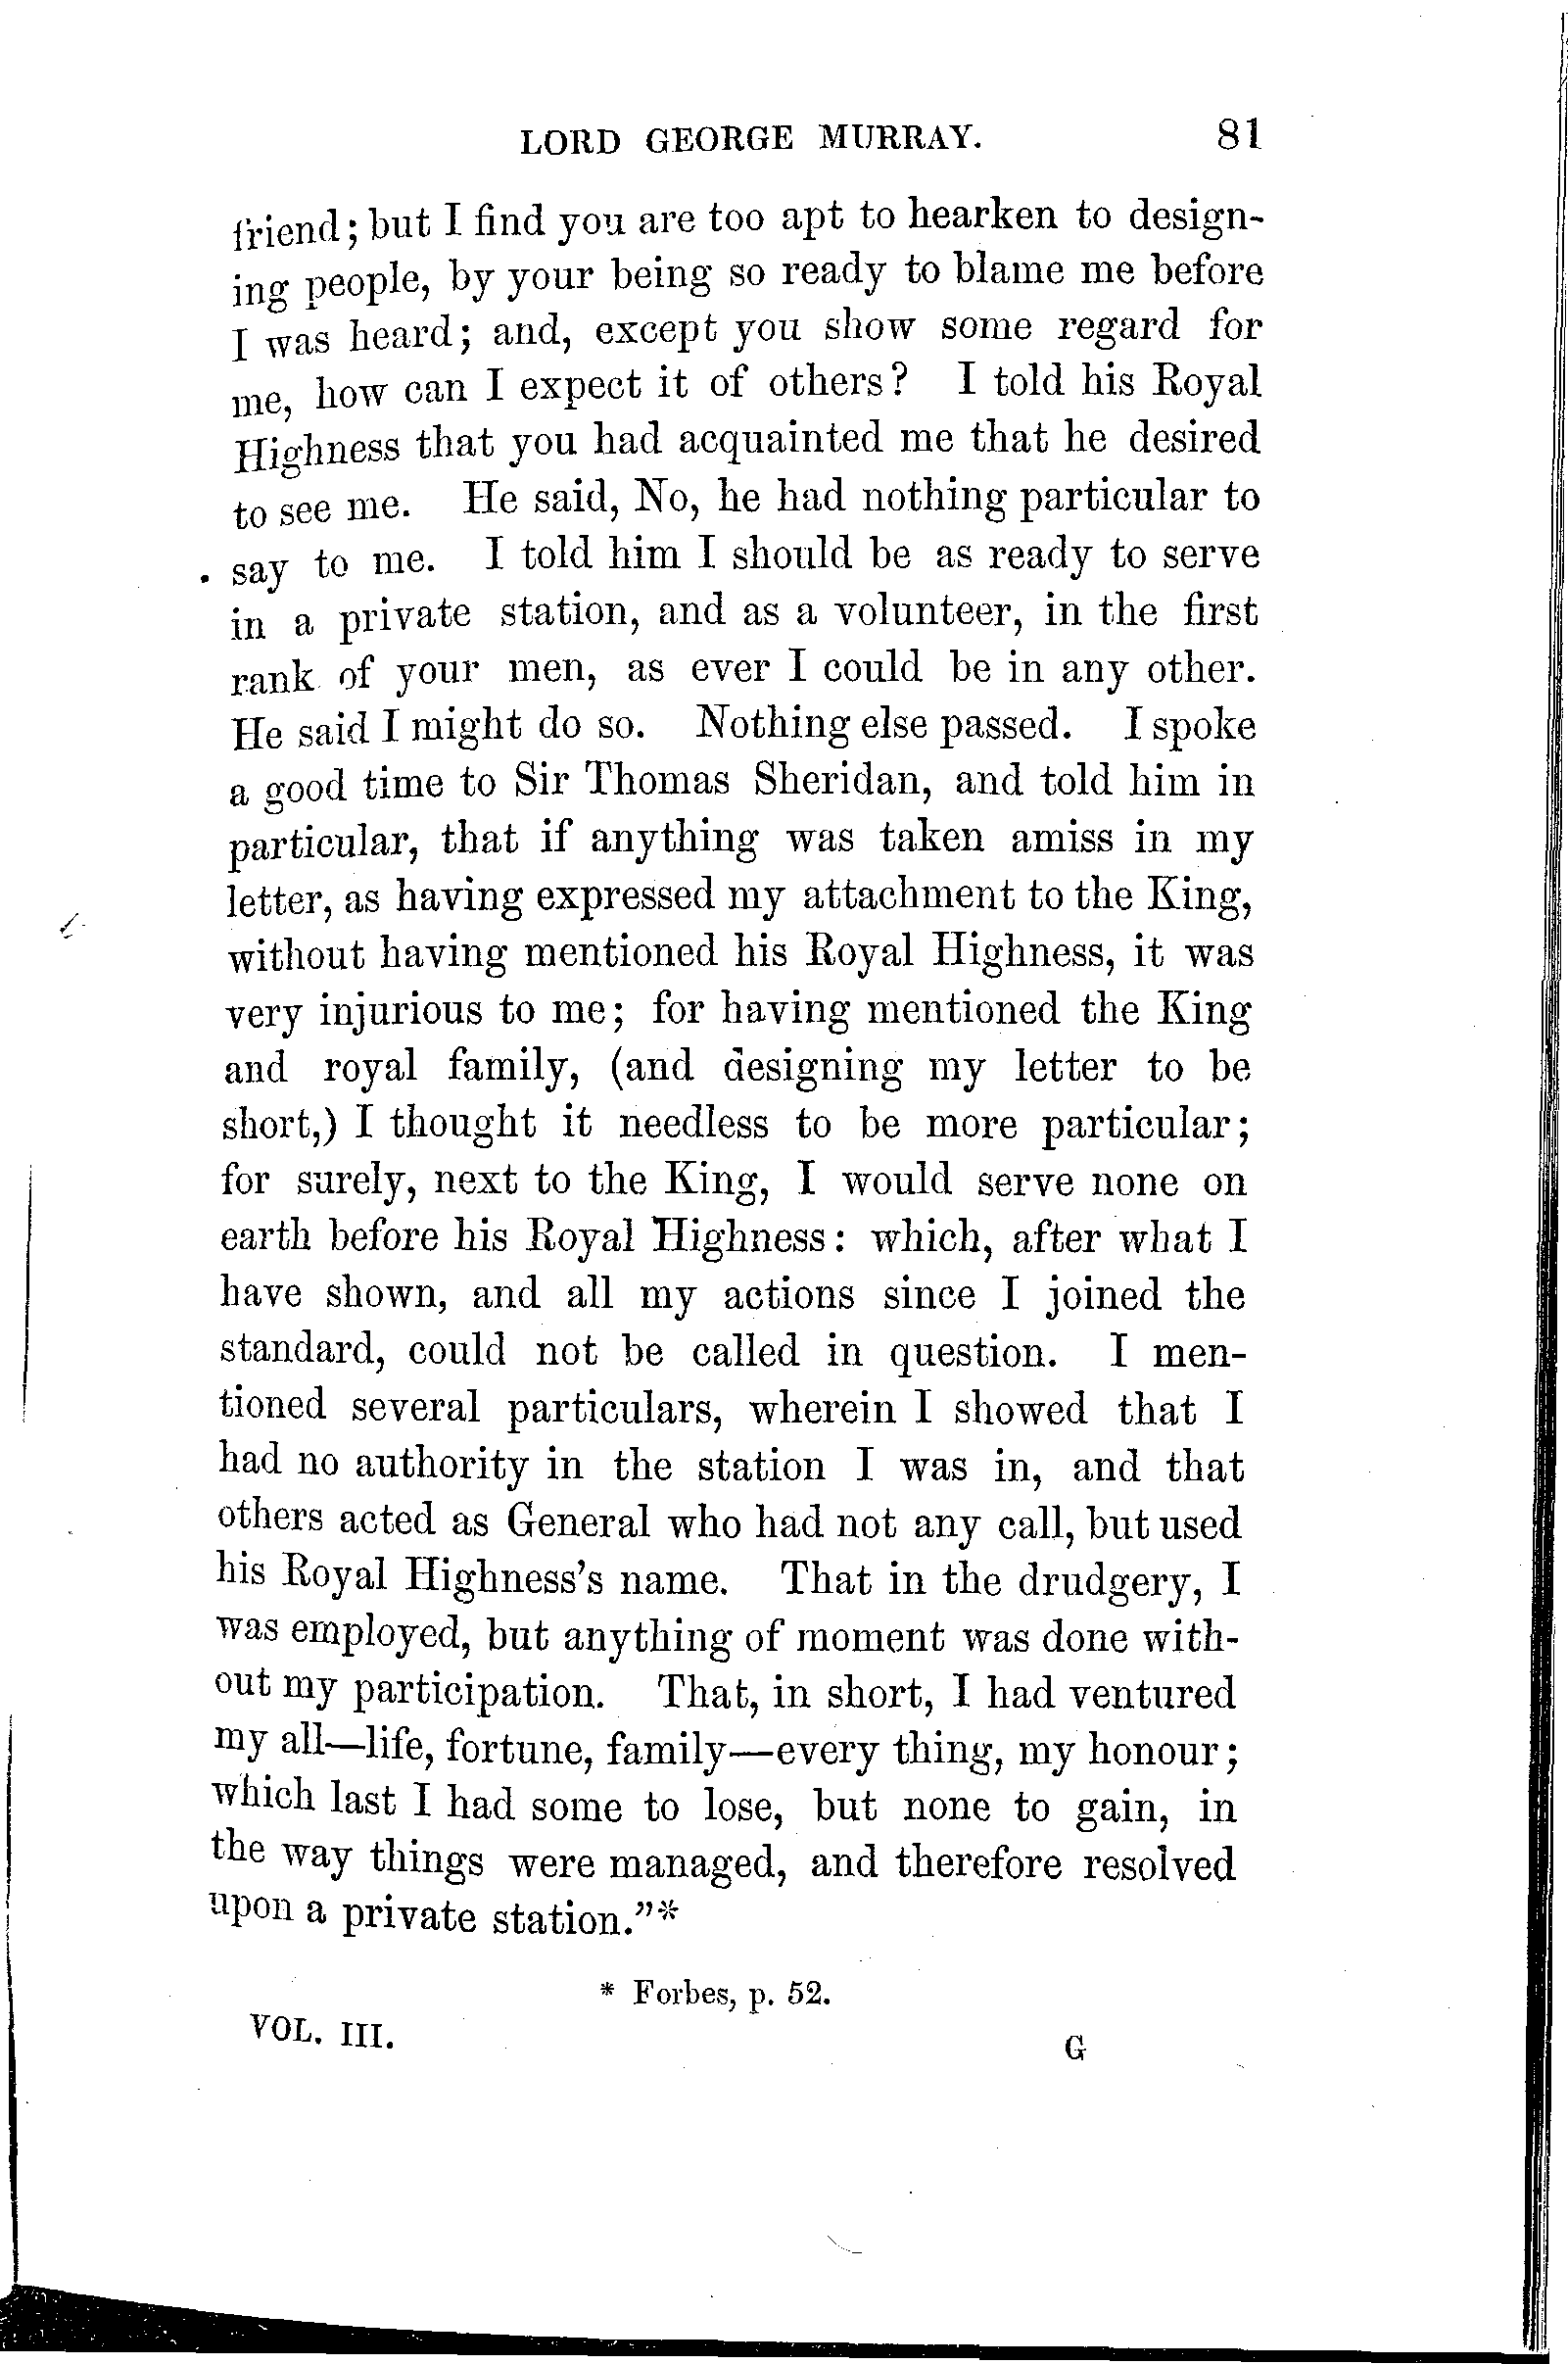 LORD GEORGE MURRAY. 81
friend; but I find you are too apt to hearken to design-
ing people, by your being so ready to blame me before
I was heard; and, except you show some regard for
me, how can I expect it of others? I told his Royal
Highness that you had acquainted me that he desired
to see me. He said, No, he had nothing particular to
say to me. I told him I should be as ready to serve
in a private station, and as a volunteer, in the first
rank of your men, as ever I could be in any other.
He said I might do so. Nothing else passed. I spoke
a good time to Sir Thomas Sheridan, and told him in
particular, that if anything was taken amiss in my
letter, as having expressed my attachment to the King,
without having mentioned his Royal Highness, it was
very injurious to me; for having mentioned the King
and royal family, (and designing my letter to be
short,) I thought it needless to be more particular;
for surely, next to the King, I would serve none on
earth before his Royal Highness: which, after what I
have shown, and all my actions since I joined the
standard, could not be called in question. I men-
tioned several particulars, wherein I showed that I
had no authority in the station I was in, and that
others acted as General who had not any call, but used
his Royal Highness's name. That in the drudgery, I
was employed, but anything of moment was done with-
out my participation. That, in short, I had ventured
my all—life, fortune, family—every thing, my honour;
which last I had some to lose, but none to gain, in
the way things were managed, and therefore resolved
upon a private station."*
* Forbes, p. 52.
VOL. III. G